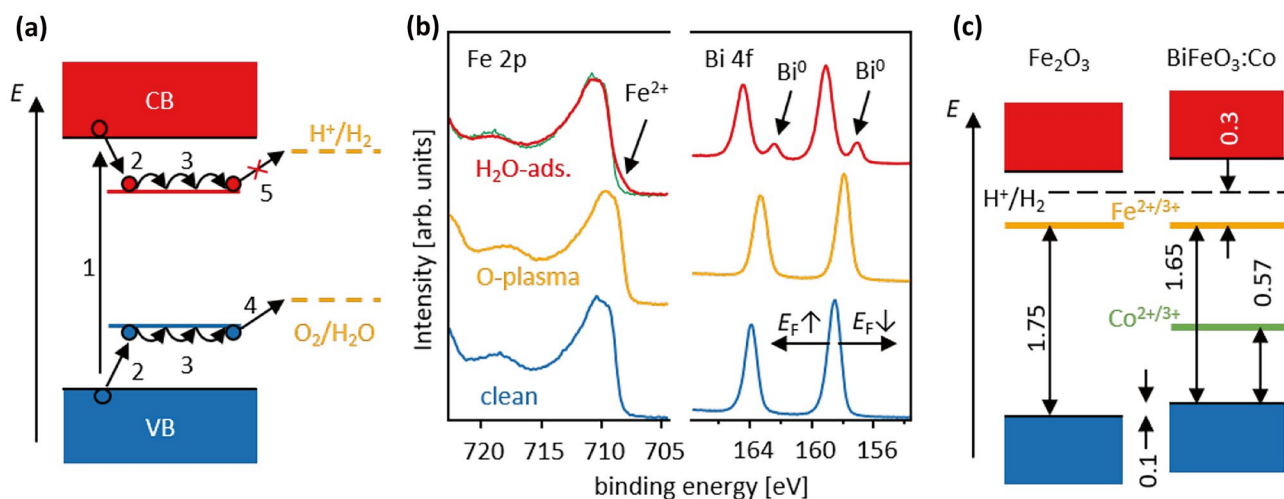 (a)
E
CB
H⁺/H₂
2
3
5
1
4
O₂/H₂O
2
3
VB
(b)
Fe 2p
Bi 4f
Bi⁰
Bi⁰
Fe²⁺
H₂O-ads.
O-plasma
E_F↑
E_F↓
clean
Intensity [arb. units]
720
715
710
705
164
160
156
binding energy [eV]
(c)
Fe₂O₃
BiFeO₃:Co
E
0.3
H⁺/H₂
Fe²⁺/³⁺
1.75
1.65
0.57
Co²⁺/³⁺
0.1